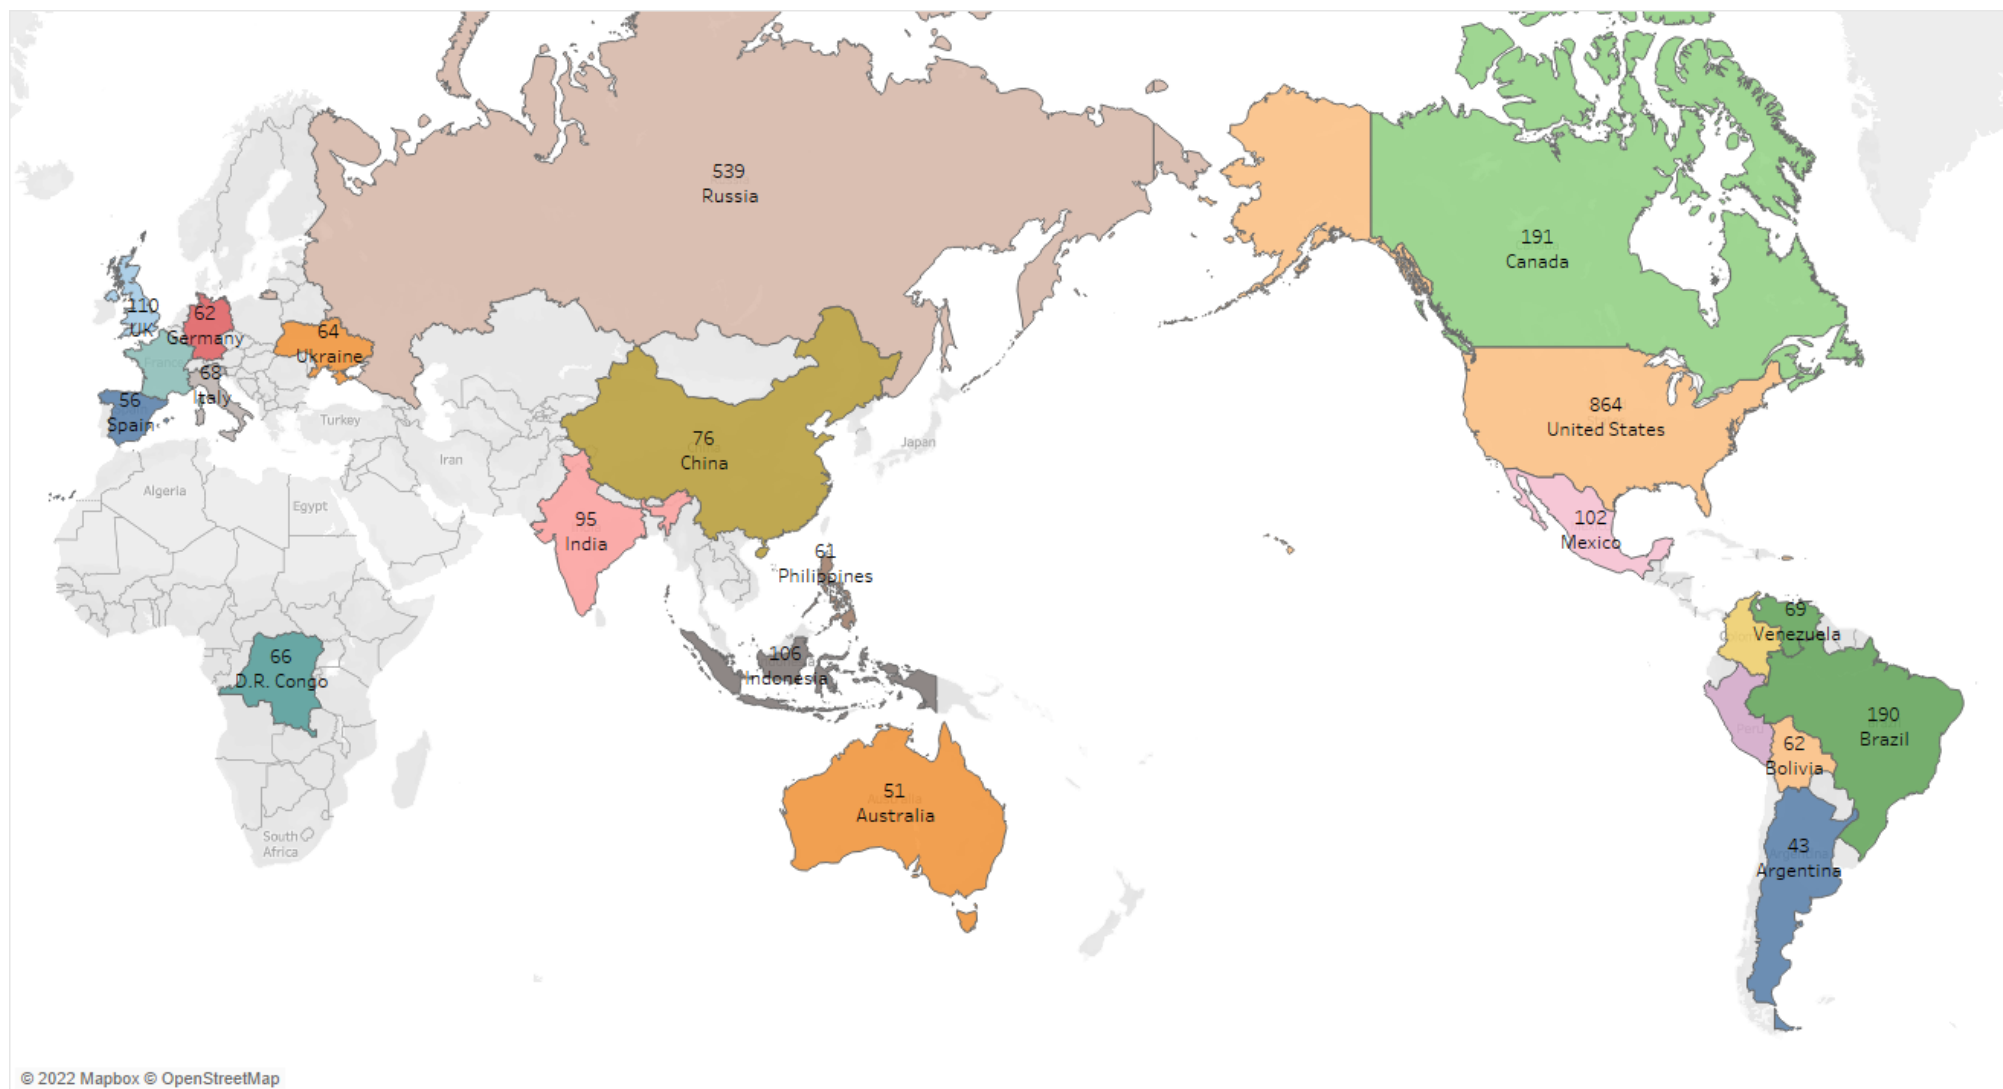 539
Russia
191
Canada
110
UK
62
Germany
64
Ukraine
France
68
Italy
56
Spain
Turkey
Japan
864
United States
76
China
Iran
Algeria
Egypt
95
India
102
Mexico
61
Philippines
69
Venezuela
66
D.R. Congo
106
Indonesia
190
Brazil
Peru
62
Bolivia
51
Australia
South
Africa
43
Argentina
© 2022 Mapbox © OpenStreetMap